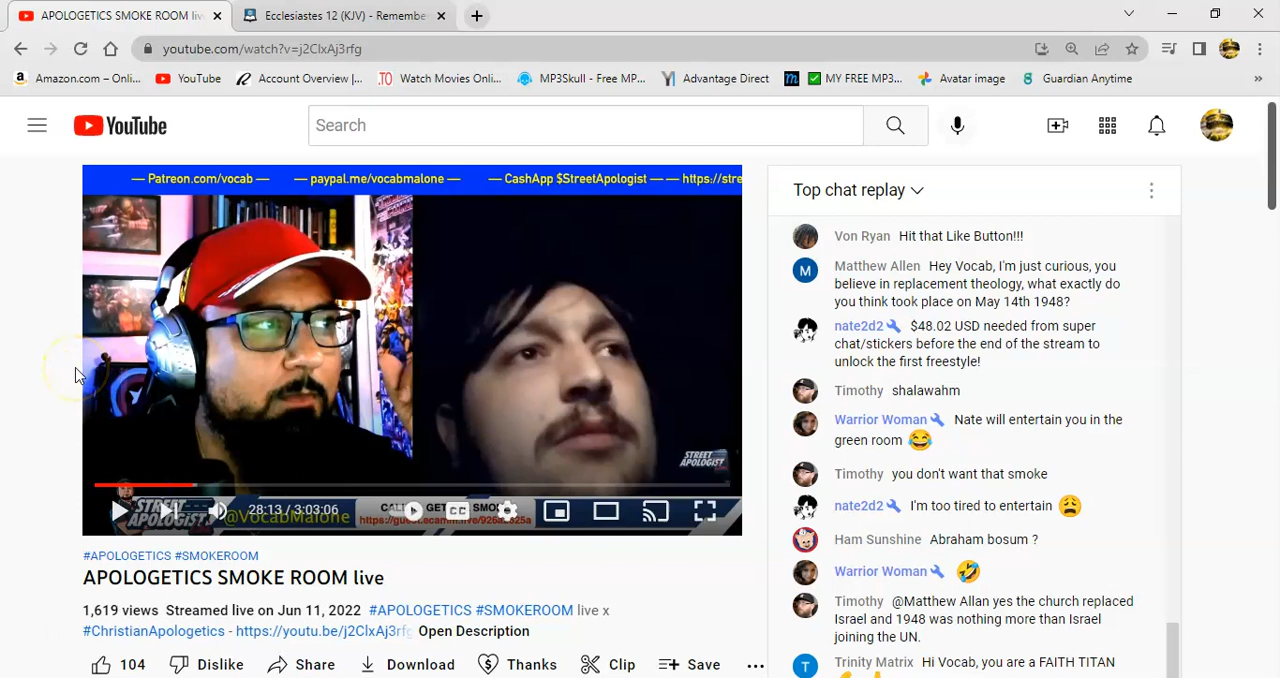 APOLOGETICS SMOKE ROOM liv
Ecclesiastes 12 (KJV) - Remembe
youtube.com/watch?v=j2ClxAj3rfg
Amazon.com – Onli...
YouTube
Account Overview |...
.TO
Watch Movies Onli...
MP3Skull - Free MP...
Advantage Direct
MY FREE MP3...
Avatar image
Guardian Anytime
»
YouTube
Search
— Patreon.com/vocab —
— paypal.me/vocabmalone —
— CashApp $StreetApologist —
— https://stre
STREET
APOLOGIST
28:13 / 3:03:06
CC
STREET
APOLOGIST
@VocabMalone
#APOLOGETICS #SMOKEROOM
APOLOGETICS SMOKE ROOM live
1,619 views Streamed live on Jun 11, 2022 #APOLOGETICS #SMOKEROOM live x
#ChristianApologetics - https://youtu.be/j2ClxAj3rfg Open Description
104
Dislike
Share
Download
Thanks
Clip
Save
...
Top chat replay
Von Ryan Hit that Like Button!!!
M
Matthew Allen Hey Vocab, I'm just curious, you
believe in replacement theology, what exactly do
you think took place on May 14th 1948?
nate2d2 $48.02 USD needed from super
chat/stickers before the end of the stream to
unlock the first freestyle!
Timothy shalawahm
Warrior Woman Nate will entertain you in the
green room 😂
Timothy you don't want that smoke
nate2d2 I'm too tired to entertain 😩
Ham Sunshine Abraham bosum ?
Warrior Woman 🤣
Timothy @Matthew Allan yes the church replaced
Israel and 1948 was nothing more than Israel
joining the UN.
T
Trinity Matrix Hi Vocab, you are a FAITH TITAN